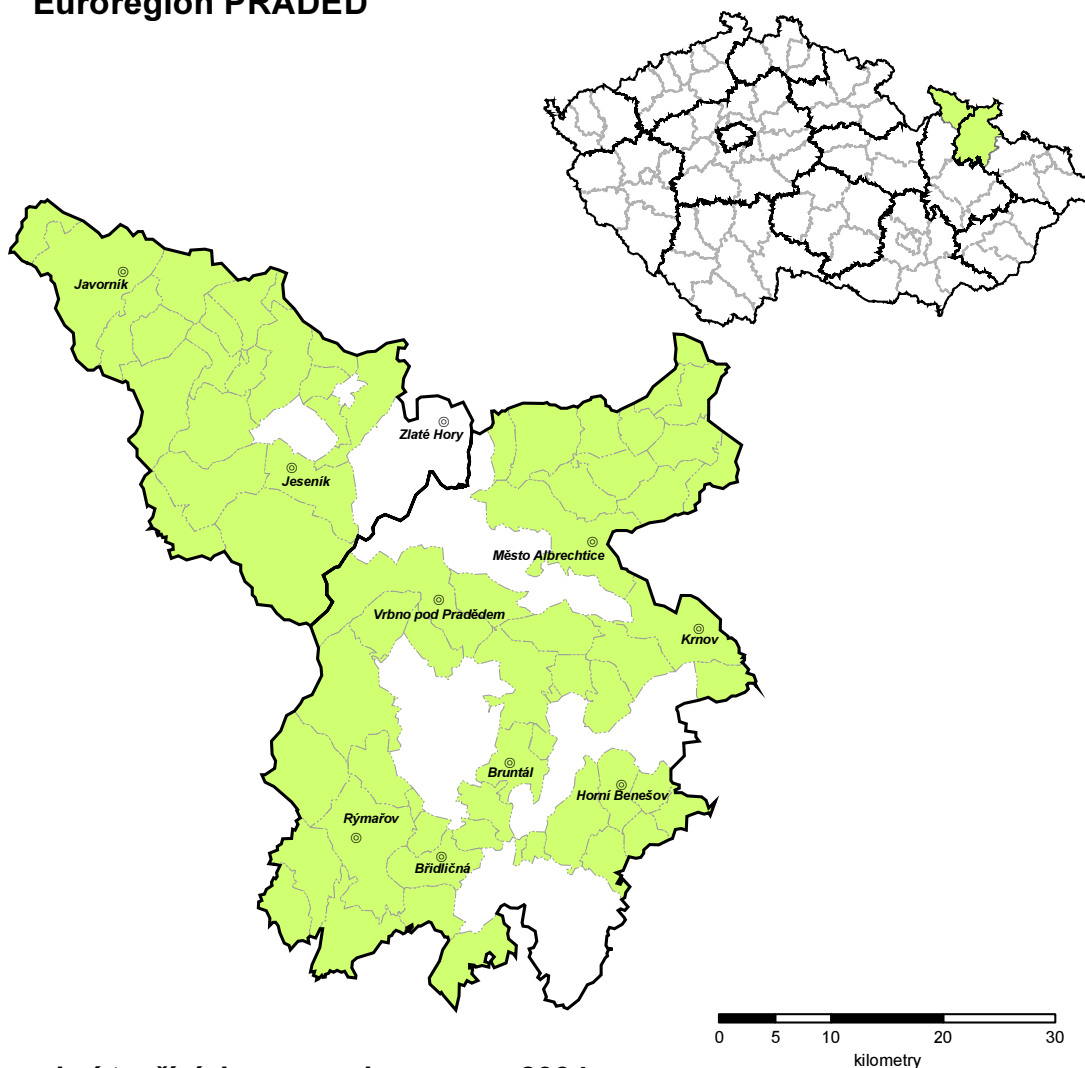 Euroregion PRADĚD
Javorník
Zlaté Hory
Jeseník
Město Albrechtice
Vrbno pod Pradědem
Krnov
Bruntál
Horní Benešov
Rýmařov
Břidličná
0 5 10 20 30
kilometry